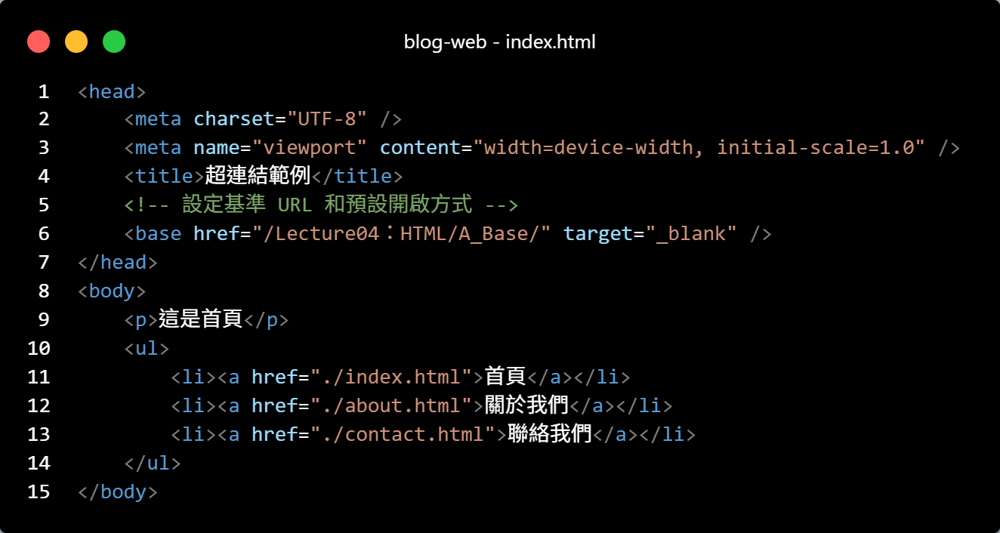 blog-web - index.html
1 <head>
2     <meta charset="UTF-8" />
3     <meta name="viewport" content="width=device-width, initial-scale=1.0" />
4     <title>超連結範例</title>
5     <!-- 設定基準 URL 和預設開啟方式 -->
6     <base href="/Lecture04：HTML/A_Base/" target="_blank" />
7 </head>
8 <body>
9     <p>這是首頁</p>
10     <ul>
11         <li><a href="./index.html">首頁</a></li>
12         <li><a href="./about.html">關於我們</a></li>
13         <li><a href="./contact.html">聯絡我們</a></li>
14     </ul>
15 </body>